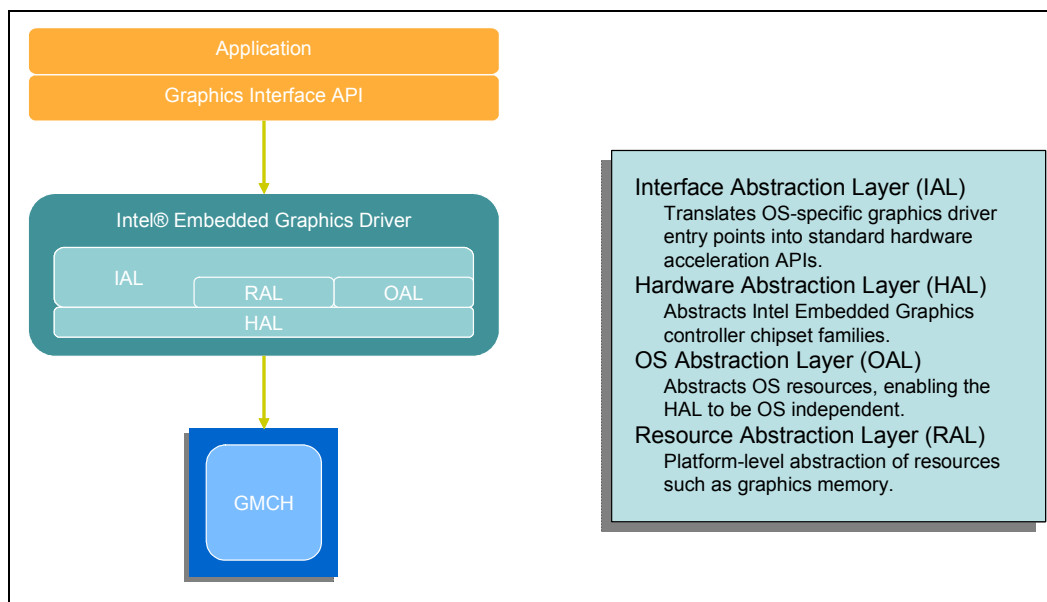 Application
Graphics Interface API
Intel® Embedded Graphics Driver
IAL
RAL
OAL
HAL
GMCH
Interface Abstraction Layer (IAL)
Translates OS-specific graphics driver
entry points into standard hardware
acceleration APIs.
Hardware Abstraction Layer (HAL)
Abstracts Intel Embedded Graphics
controller chipset families.
OS Abstraction Layer (OAL)
Abstracts OS resources, enabling the
HAL to be OS independent.
Resource Abstraction Layer (RAL)
Platform-level abstraction of resources
such as graphics memory.